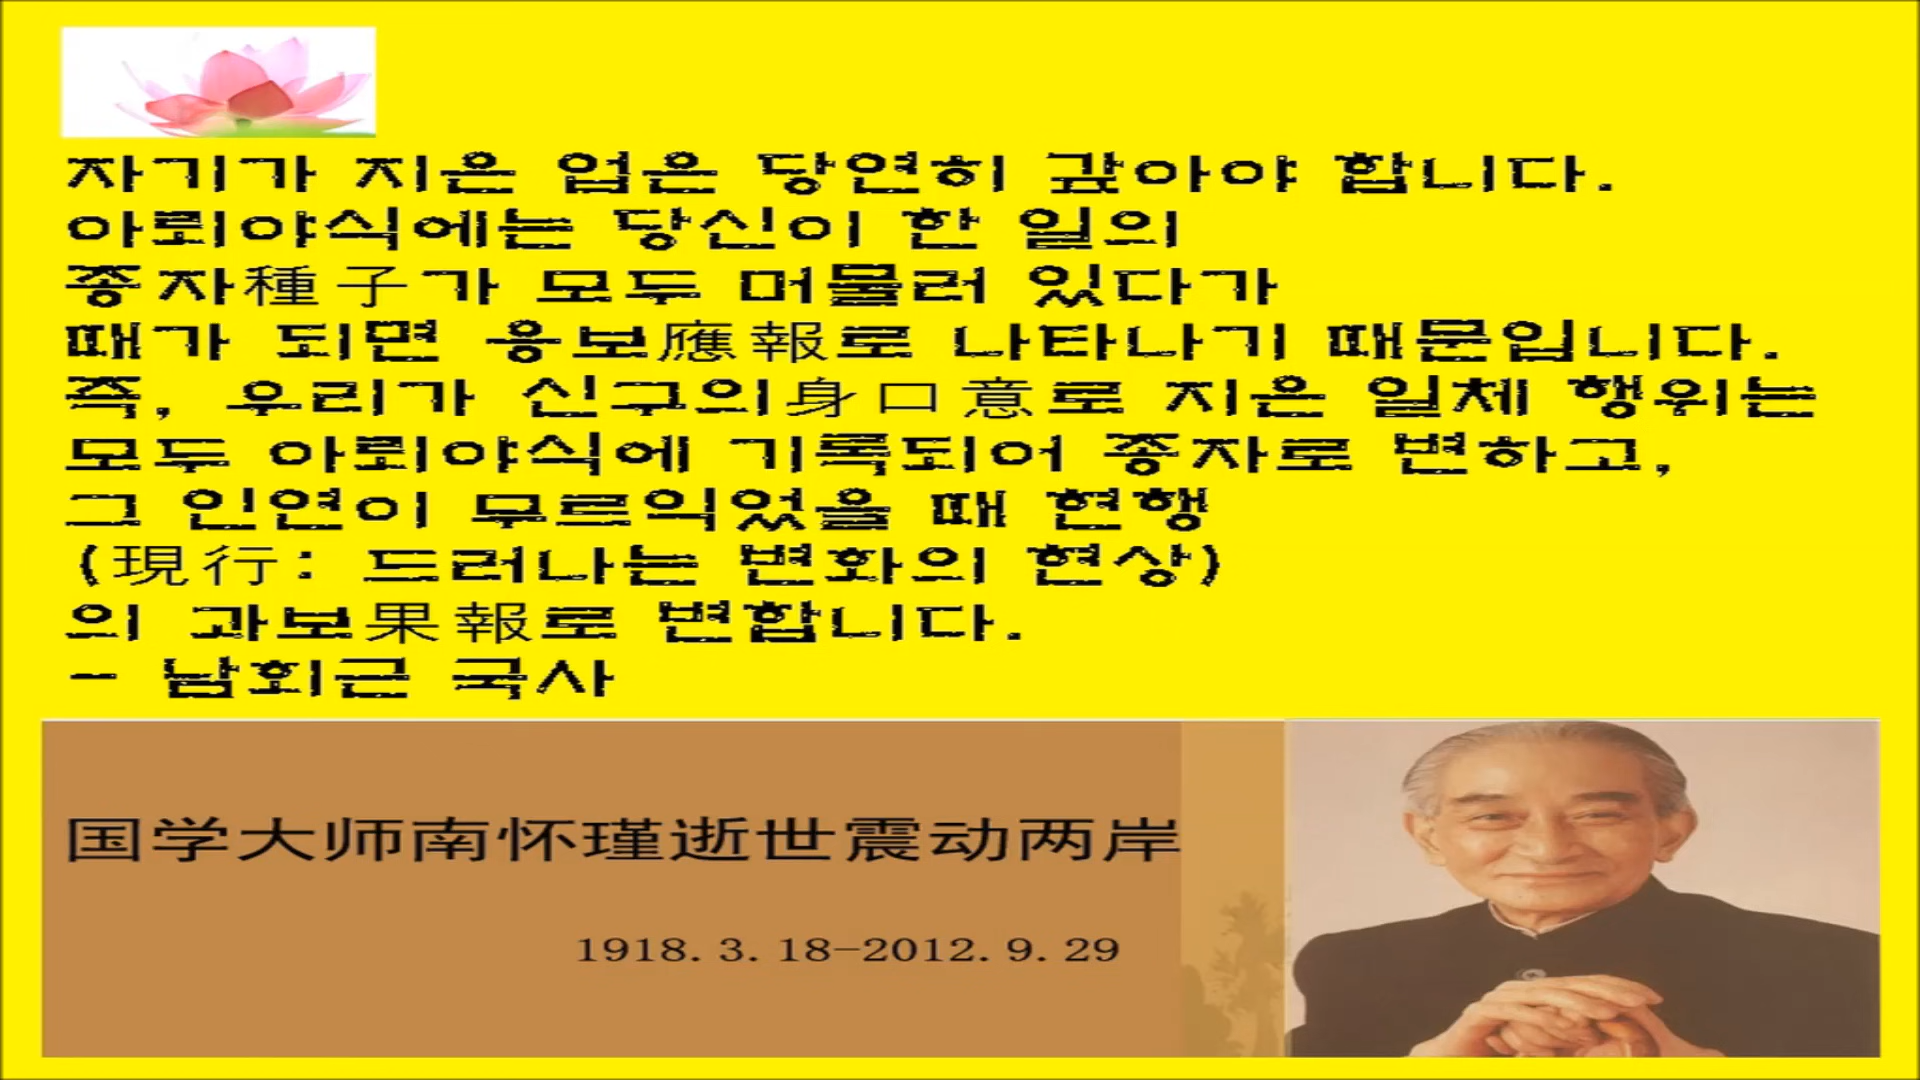 자기가 지은 업은 당연히 갚아야 합니다.
아뢰야식에는 당신이 한 일의
종자種子가 모두 머물러 있다가
때가 되면 응보應報로 나타나기 때문입니다.
즉, 우리가 신구의身口意로 지은 일체 행위는
모두 아뢰야식에 기록되어 종자로 변하고,
그 인연이 무르익었을 때 현행
(現行: 드러나는 변화의 현상)
의 과보果報로 변합니다.
- 남회근 국사
国学大师南怀瑾逝世震动两岸
1918.3.18-2012.9.29